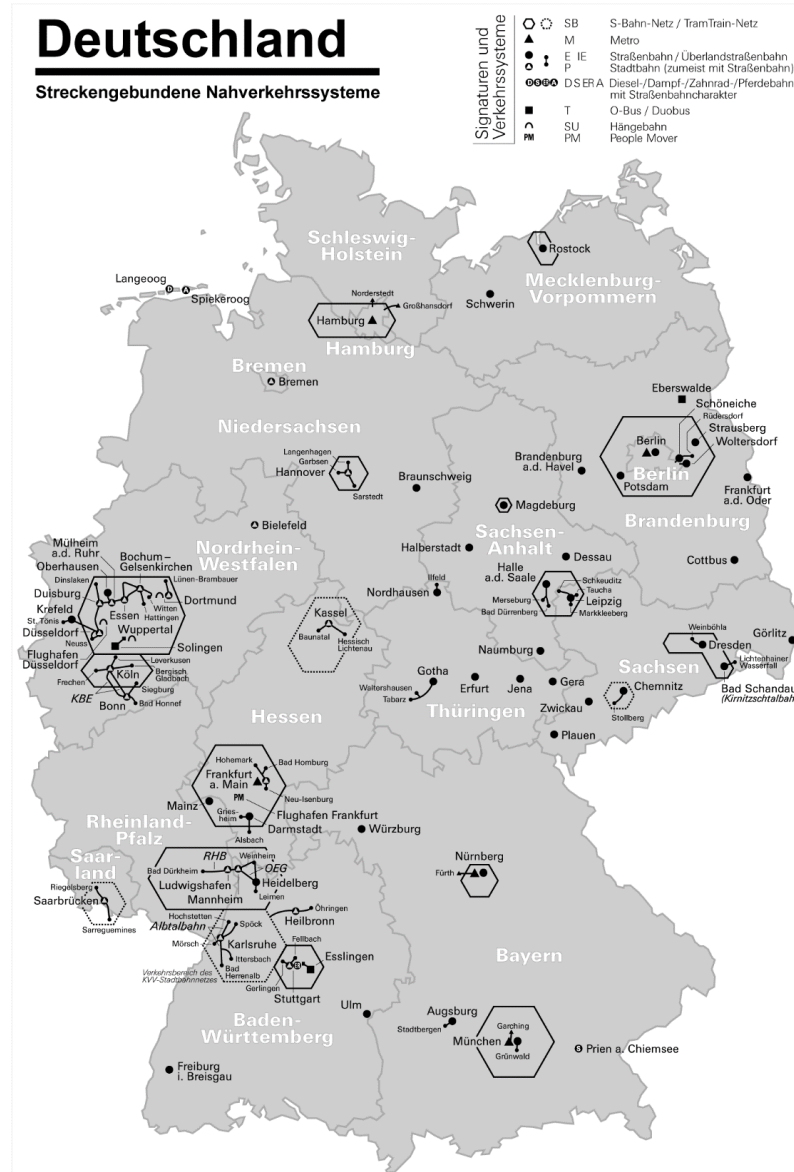 Deutschland
Streckengebundene Nahverkehrssysteme
Signaturen und
Verkehrssysteme
SB S-Bahn-Netz / TramTrain-Netz
M Metro
E IE Straßenbahn / Überlandstraßenbahn
P Stadtbahn (zumeist mit Straßenbahn)
D S E R A Diesel-/Dampf-/Zahnrad-/Pferdebahn
mit Straßenbahncharakter
T O-Bus / Duobus
SU Hängebahn
PM PM People Mover
Schleswig-
Holstein
Rostock
Mecklenburg-
Vorpommern
Langeoog
D
A
Spiekeroog
Norderstedt
Großhansdorf
Schwerin
Hamburg
Hamburg
Bremen
Bremen
Niedersachsen
Eberswalde
Schöneiche
Rüdersdorf
Strausberg
Woltersdorf
Berlin
Berlin
Potsdam
Brandenburg
a.d. Havel
Frankfurt
a.d. Oder
Brandenburg
Langenhagen
Garbsen
Hannover
Sarstedt
Braunschweig
Magdeburg
Bielefeld
Nordrhein-
Westfalen
Sachsen-
Anhalt
Halberstadt
Dessau
Cottbus
Mülheim
a.d. Ruhr
Oberhausen
Bochum–
Gelsenkirchen
Dinslaken
Lünen-Brambauer
Duisburg
Dortmund
Krefeld
St. Tönis
Essen
Witten
Hattingen
Düsseldorf
Neuss
Wuppertal
Solingen
Flughafen
Düsseldorf
Leverkusen
Köln
Bergisch
Gladbach
Frechen
Siegburg
KBE
Bonn
Bad Honnef
Ilfeld
Nordhausen
Halle
a.d. Saale
Schkeuditz
Taucha
Merseburg
Leipzig
Bad Dürrenberg
Markkleeberg
Kassel
Baunatal
Hessisch
Lichtenau
Weinböhla
Görlitz
Dresden
Sachsen
Lichtenhainer
Wasserfall
Bad Schandau
(Kirnitzschtalbah
Naumburg
Gotha
Waltershausen
Tabarz
Erfurt
Jena
Gera
Thüringen
Chemnitz
Stollberg
Zwickau
Plauen
Hessen
Hohemark
Bad Homburg
Frankfurt
a. Main
Neu-Isenburg
PM
Mainz
Flughafen Frankfurt
Gries-
heim
Darmstadt
Alsbach
Würzburg
Rheinland-
Pfalz
Saar-
land
Riegelsberg
Saarbrücken
Sarreguemines
RHB
Weinheim
OEG
Bad Dürkheim
Ludwigshafen
Heidelberg
Mannheim
Leimen
Hochstetten
Spöck
Albtalbahn
Öhringen
Heilbronn
Mörsch
Karlsruhe
Fellbach
Ittersbach
Bad
Herrenalb
Verkehrsbereich des
KVV-Stadtbahnnetzes
Esslingen
Gerlingen
Stuttgart
Nürnberg
Fürth
Bayern
Baden-
Württemberg
Ulm
Augsburg
Stadtbergen
Garching
München
Grünwald
S
Prien a. Chiemsee
Freiburg
i. Breisgau